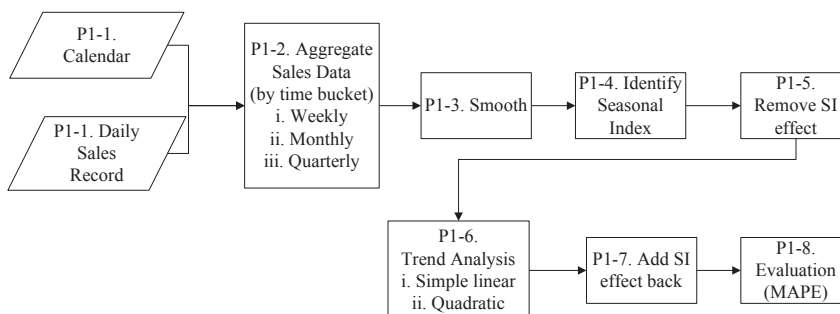 P1-1.
Calendar
P1-1. Daily
Sales
Record
P1-2. Aggregate
Sales Data
(by time bucket)
i. Weekly
ii. Monthly
iii. Quarterly
P1-3. Smooth
P1-4. Identify
Seasonal
Index
P1-5.
Remove SI
effect
P1-6.
Trend Analysis
i. Simple linear
ii. Quadratic
P1-7. Add SI
effect back
P1-8.
Evaluation
(MAPE)